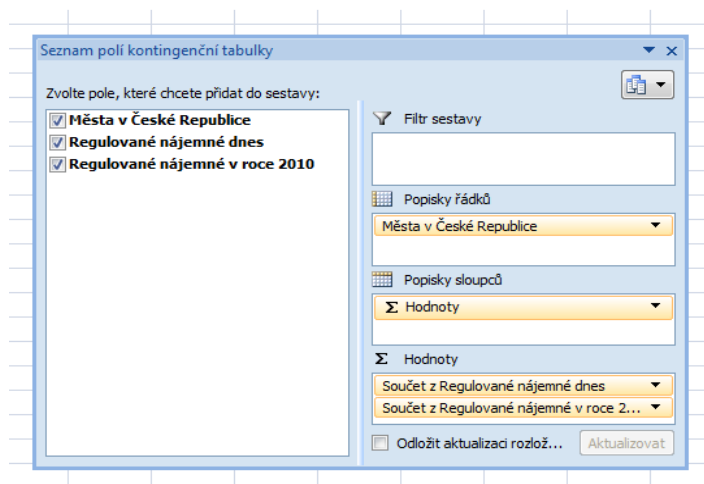 Seznam polí kontingenční tabulky
Zvolte pole, které chcete přidat do sestavy:
Města v České Republice
Regulované nájemné dnes
Regulované nájemné v roce 2010
Filtr sestavy
Popisky řádků
Města v České Republice
Popisky sloupců
Σ Hodnoty
Σ Hodnoty
Součet z Regulované nájemné dnes
Součet z Regulované nájemné v roce 2...
Odložit aktualizaci rozlož...
Aktualizovat